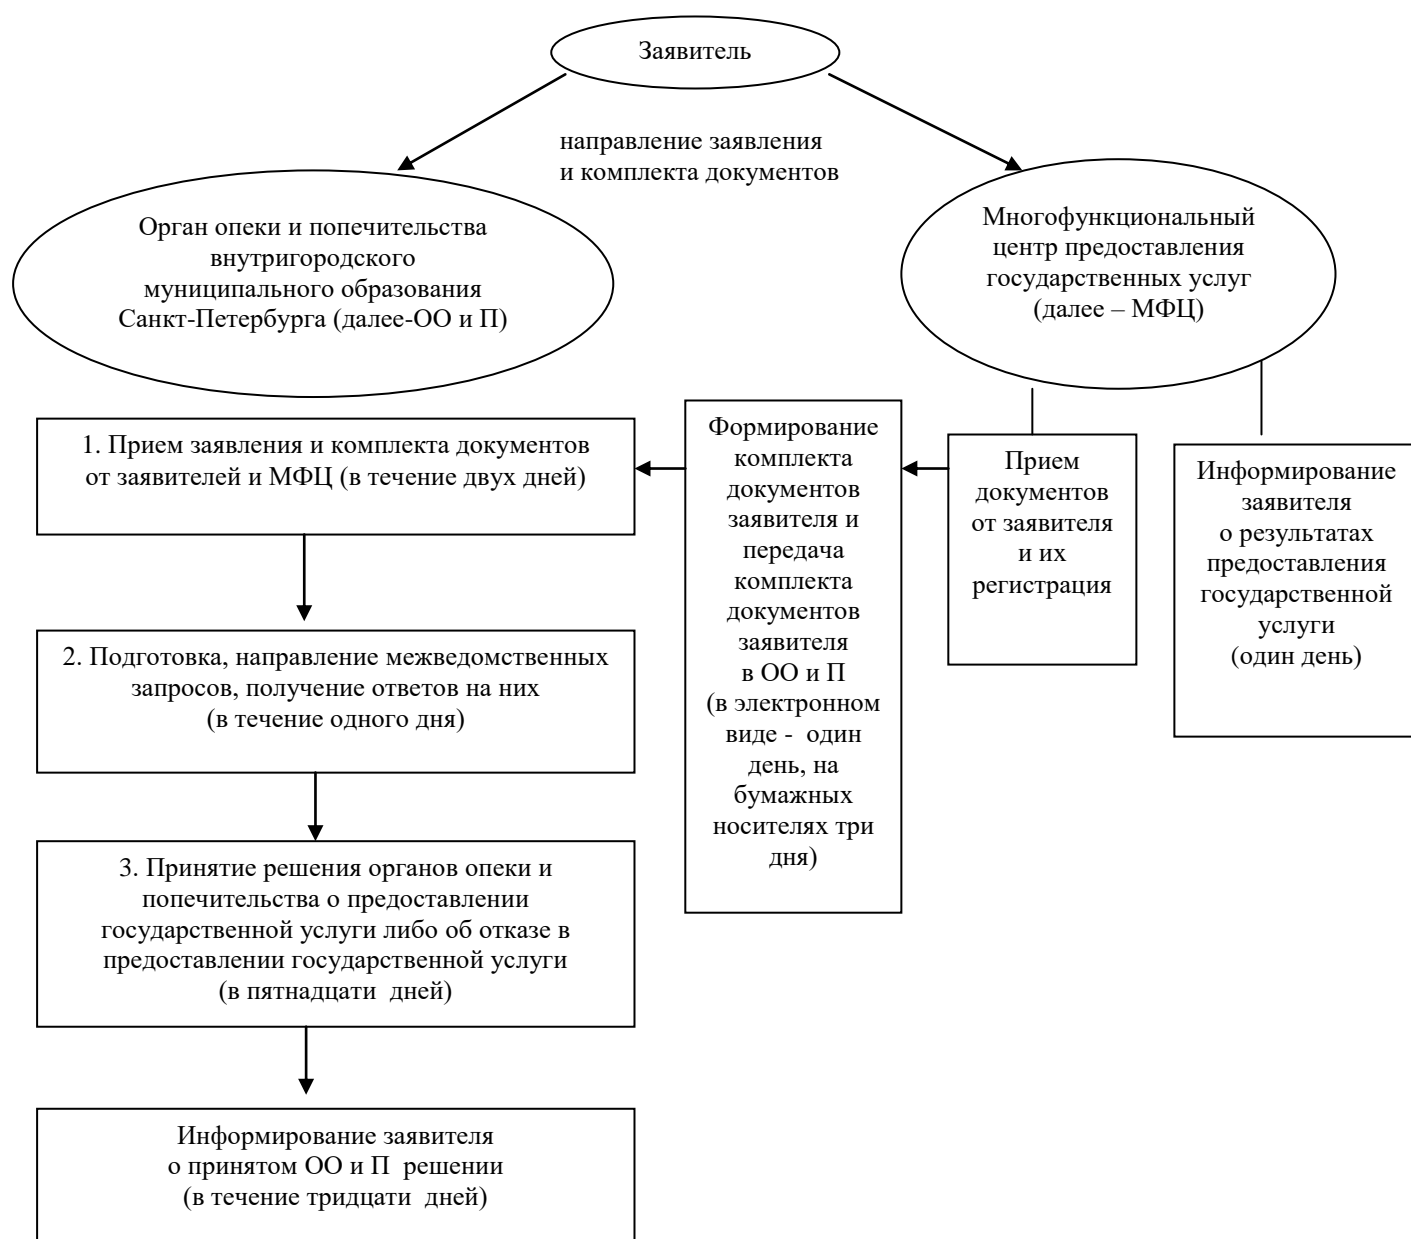 Заявитель
направление заявления
и комплекта документов
Орган опеки и попечительства
внутригородского
муниципального образования
Санкт-Петербурга (далее-ОО и П)
Многофункциональный
центр предоставления
государственных услуг
(далее – МФЦ)
1. Прием заявления и комплекта документов
от заявителей и МФЦ (в течение двух дней)
Формирование
комплекта
документов
заявителя и
передача
комплекта
документов
заявителя
в ОО и П
(в электронном
виде -  один
день, на
бумажных
носителях три
дня)
Прием
документов
от заявителя
и их
регистрация
Информирование
заявителя
о результатах
предоставления
государственной
услуги
(один день)
2. Подготовка, направление межведомственных
запросов, получение ответов на них
(в течение одного дня)
3. Принятие решения органов опеки и
попечительства о предоставлении
государственной услуги либо об отказе в
предоставлении государственной услуги
(в пятнадцати  дней)
Информирование заявителя
о принятом ОО и П  решении
(в течение тридцати  дней)